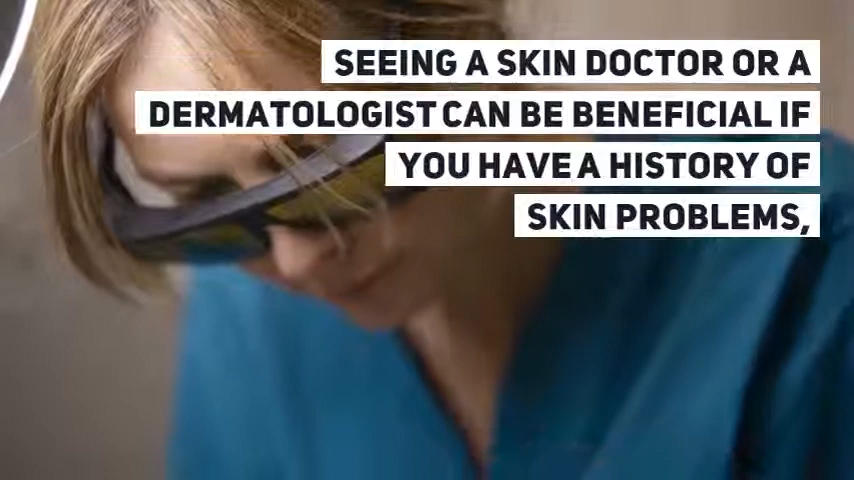 SEEING A SKIN DOCTOR OR A
DERMATOLOGIST CAN BE BENEFICIAL IF
YOU HAVE A HISTORY OF
SKIN PROBLEMS,